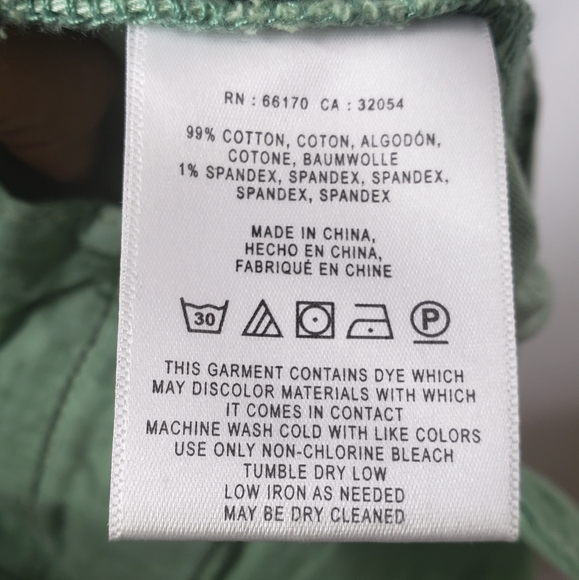 RN : 66170 CA : 32054
99% COTTON, COTON, ALGODÓN,
COTONE, BAUMWOLLE
1% SPANDEX, SPANDEX, SPANDEX,
SPANDEX, SPANDEX
MADE IN CHINA,
HECHO EN CHINA,
FABRIQUÉ EN CHINE
30 P
THIS GARMENT CONTAINS DYE WHICH
MAY DISCOLOR MATERIALS WITH WHICH
IT COMES IN CONTACT
MACHINE WASH COLD WITH LIKE COLORS
USE ONLY NON-CHLORINE BLEACH
TUMBLE DRY LOW
LOW IRON AS NEEDED
MAY BE DRY CLEANED